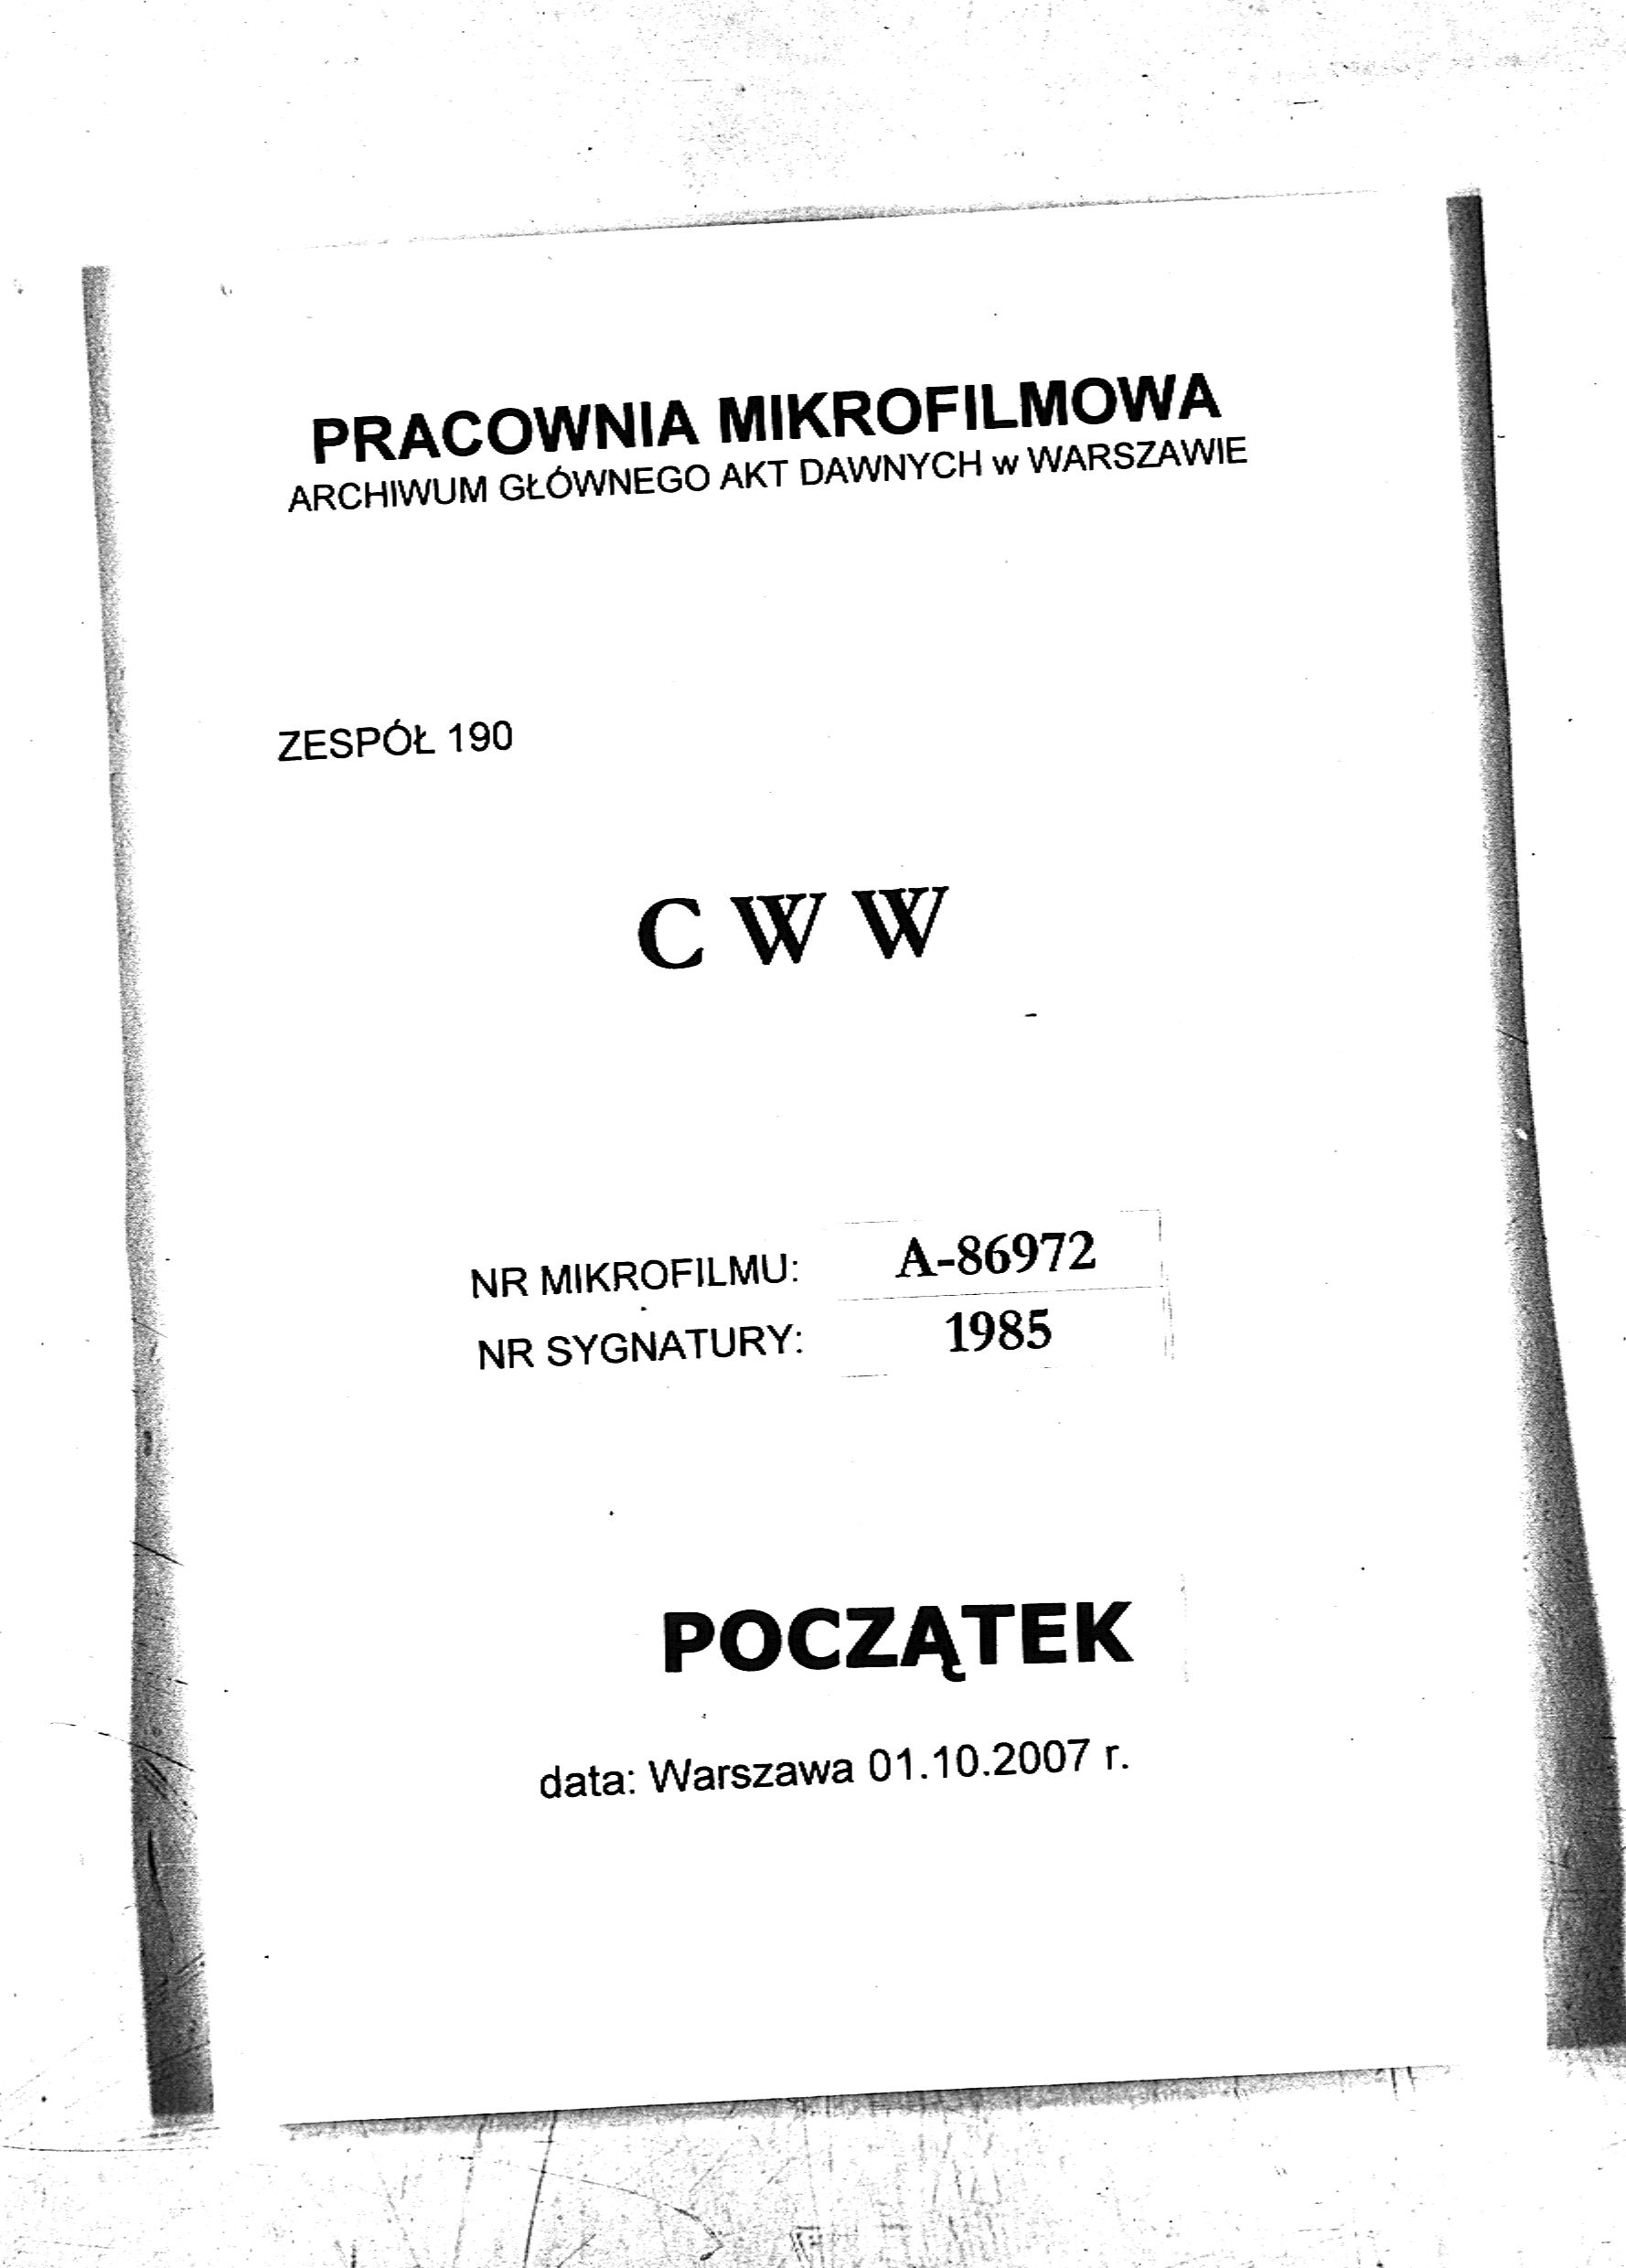 PRACOWNIA MIKROFILMOWA
ARCHIWUM GŁÓWNEGO AKT DAWNYCH w WARSZAWIE
ZESPÓŁ 190
C W W
NR MIKROFILMU: A-86972
NR SYGNATURY: 1985
POCZĄTEK
data: Warszawa 01.10.2007 r.